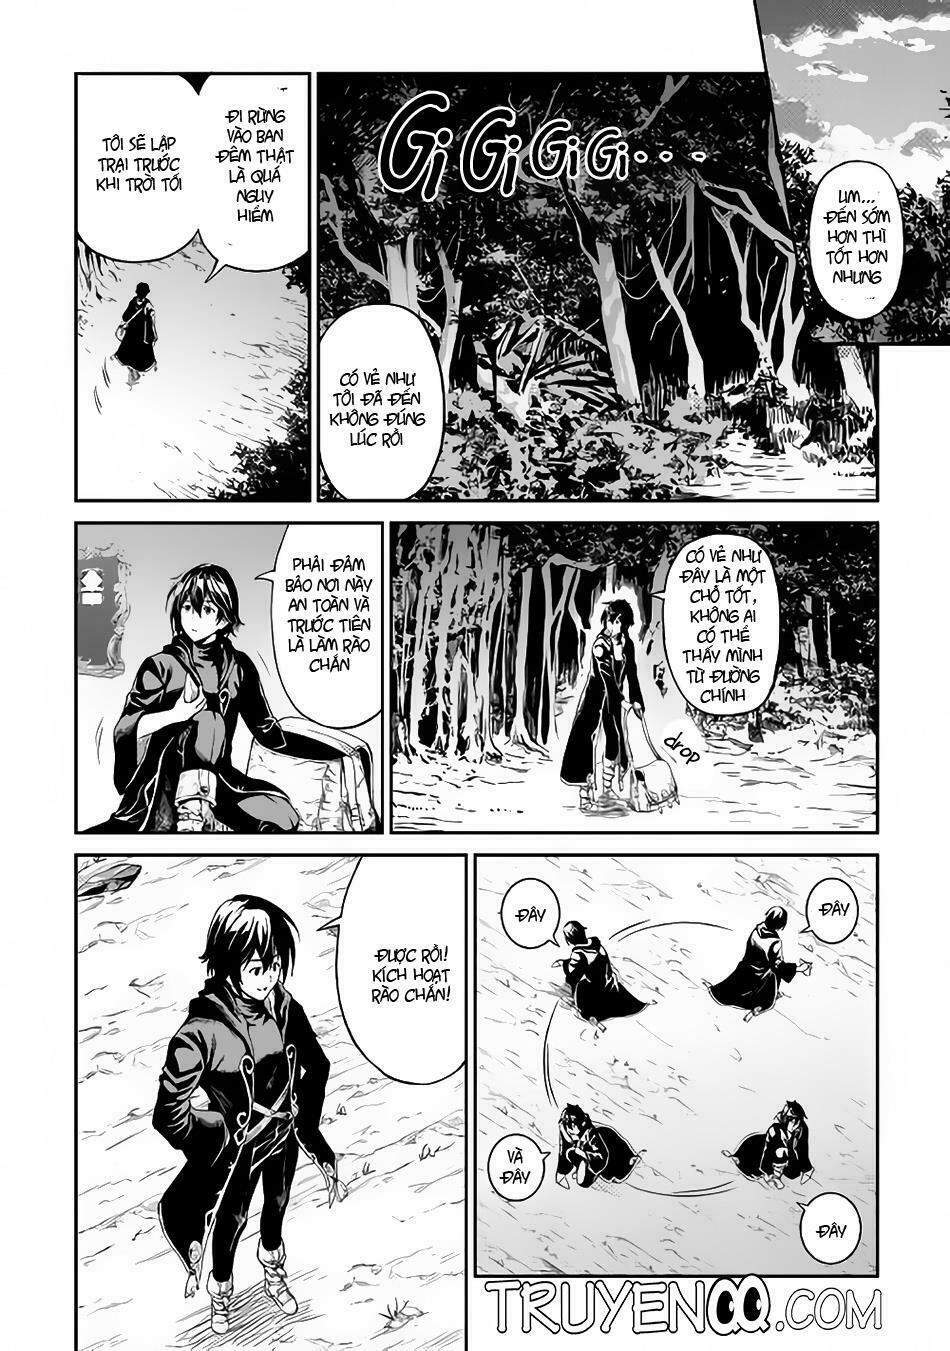 UM...
ĐẾN SỚM
HƠN THÌ
TỐT HƠN
NHƯNG
Gi Gi Gi Gi...
CÓ VẺ NHƯ
TÔI ĐÃ ĐẾN
KHÔNG ĐÚNG
LÚC RỒI
ĐI RỪNG
VÀO BAN
ĐÊM THẬT
LÀ QUÁ
NGUY
HIỂM
TÔI SẼ LẬP
TRẠI TRƯỚC
KHI TRỜI TỐI
CÓ VẺ NHƯ
ĐÂY LÀ MỘT
CHỖ TỐT,
KHÔNG AI
CÓ THỂ
THẤY MÌNH
TỪ ĐƯỜNG
CHÍNH
drop
PHẢI ĐẢM
BẢO NƠI NÀY
AN TOÀN VÀ
TRƯỚC TIÊN
LÀ LÀM RÀO
CHẮN
ĐÂY
ĐÂY
ĐÂY
VÀ
ĐÂY
ĐƯỢC RỒI!
KÍCH HOẠT
RÀO CHẮN!
TRUYENQQ.COM